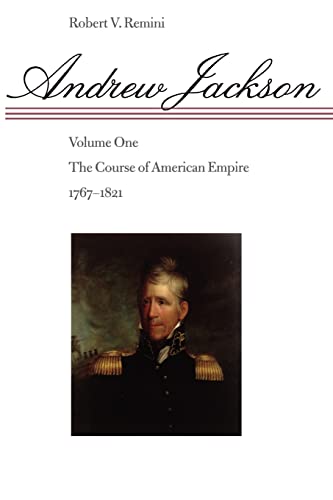 Robert V. Remini
Andrew Jackson
Volume One
The Course of American Empire
1767–1821